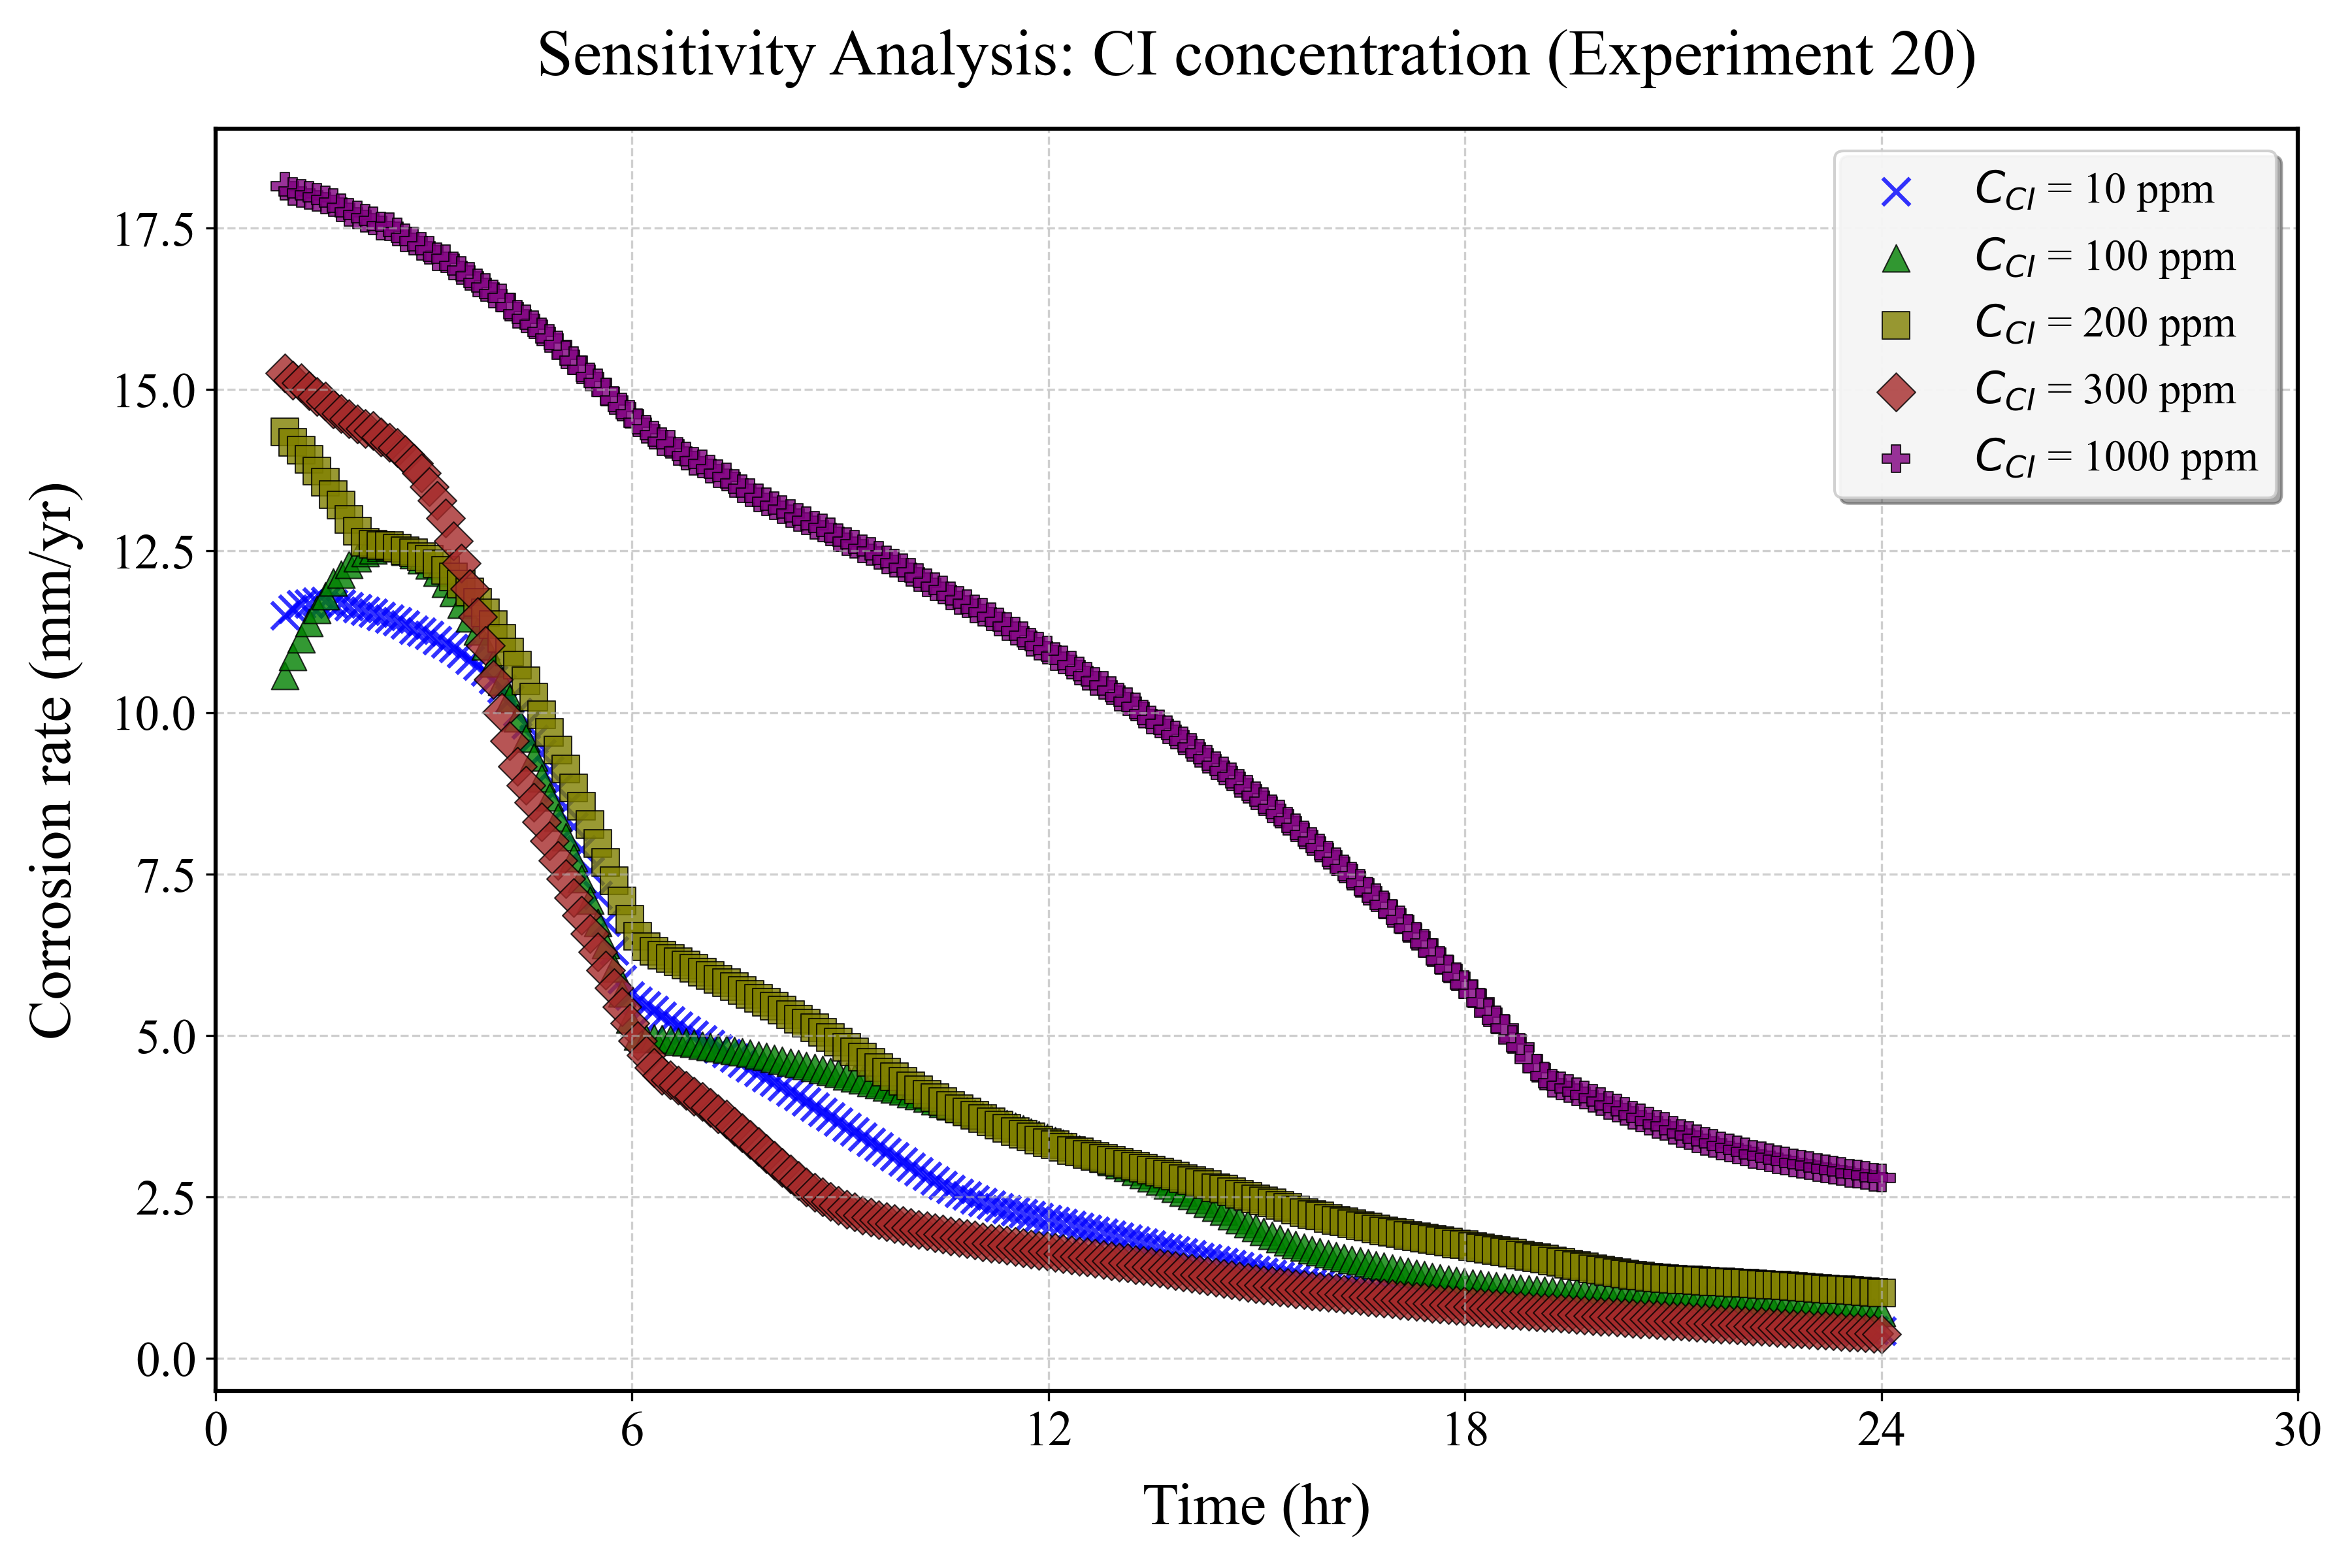 Sensitivity Analysis: CI concentration (Experiment 20)
C_CI = 10 ppm
C_CI = 100 ppm
C_CI = 200 ppm
C_CI = 300 ppm
C_CI = 1000 ppm
Corrosion rate (mm/yr)
17.5
15.0
12.5
10.0
7.5
5.0
2.5
0.0
0 6 12 18 24 30
Time (hr)